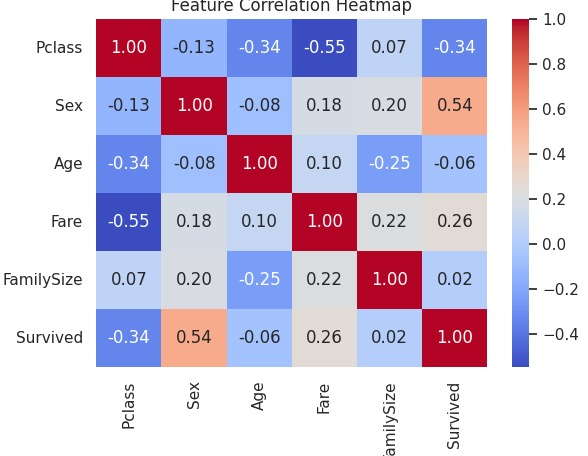 Feature Correlation Heatmap
Pclass 1.00 -0.13 -0.34 -0.55 0.07 -0.34
Sex -0.13 1.00 -0.08 0.18 0.20 0.54
Age -0.34 -0.08 1.00 0.10 -0.25 -0.06
Fare -0.55 0.18 0.10 1.00 0.22 0.26
FamilySize 0.07 0.20 -0.25 0.22 1.00 0.02
Survived -0.34 0.54 -0.06 0.26 0.02 1.00
Pclass Sex Age Fare amilySize Survived
1.0
0.8
0.6
0.4
0.2
0.0
−0.2
−0.4